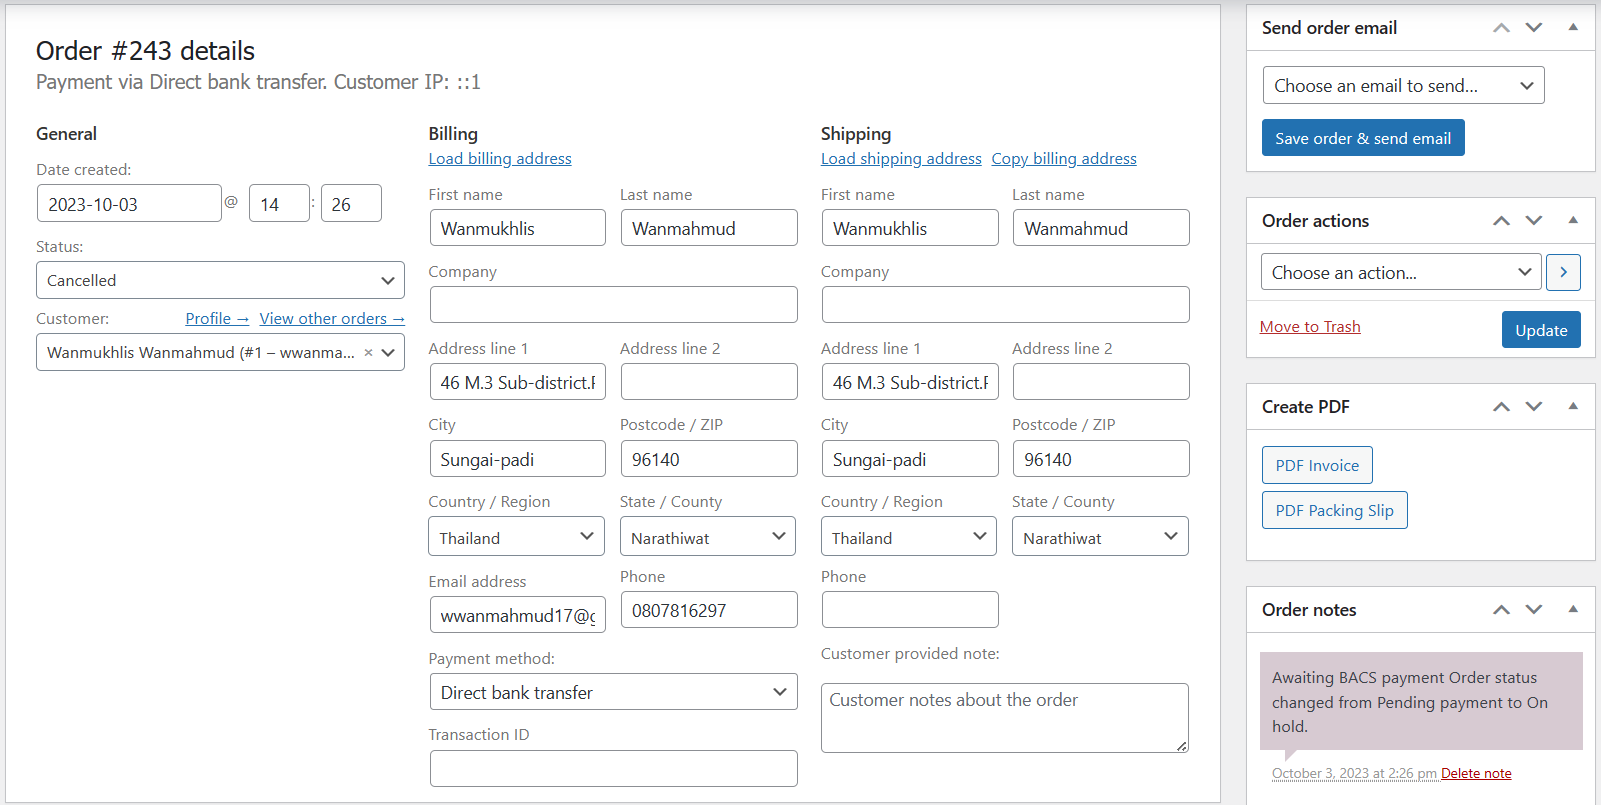 Order #243 details
Payment via Direct bank transfer. Customer IP: ::1
General
Date created:
2023-10-03 @ 14 : 26
Status:
Cancelled
Customer: Profile → View other orders →
Wanmukhlis Wanmahmud (#1 – wwanma... ×
Billing
Load billing address
First name Last name
Wanmukhlis Wanmahmud
Company
Address line 1 Address line 2
46 M.3 Sub-district.
City Postcode / ZIP
Sungai-padi 96140
Country / Region State / County
Thailand Narathiwat
Email address Phone
wwanmahmud17@g 0807816297
Payment method:
Direct bank transfer
Transaction ID
Shipping
Load shipping address Copy billing address
First name Last name
Wanmukhlis Wanmahmud
Company
Address line 1 Address line 2
46 M.3 Sub-district.
City Postcode / ZIP
Sungai-padi 96140
Country / Region State / County
Thailand Narathiwat
Phone
Customer provided note:
Customer notes about the order
Send order email
Choose an email to send...
Save order & send email
Order actions
Choose an action...
Move to Trash Update
Create PDF
PDF Invoice
PDF Packing Slip
Order notes
Awaiting BACS payment Order status
changed from Pending payment to On
hold.
October 3, 2023 at 2:26 pm Delete note